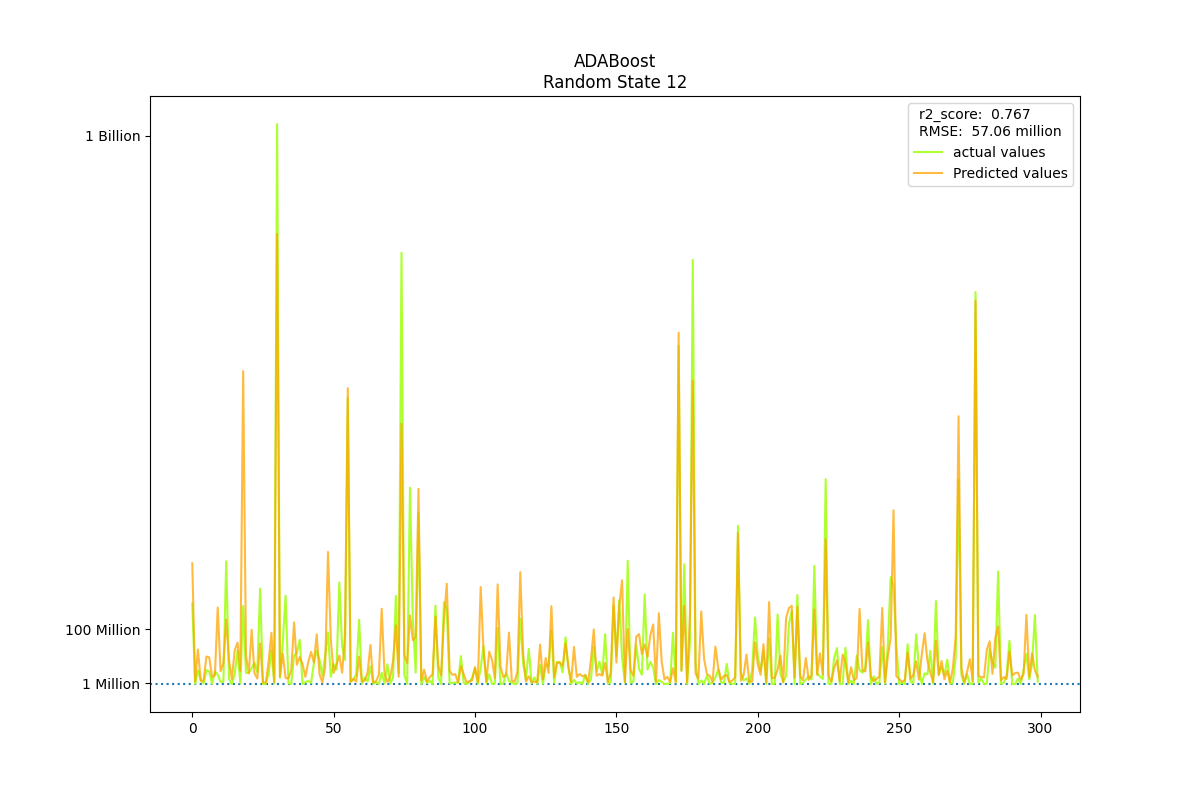 ADABoost
Random State 12
r2_score:  0.767
RMSE:  57.06 million
actual values
Predicted values
1 Billion
100 Million
1 Million
0
50
100
150
200
250
300